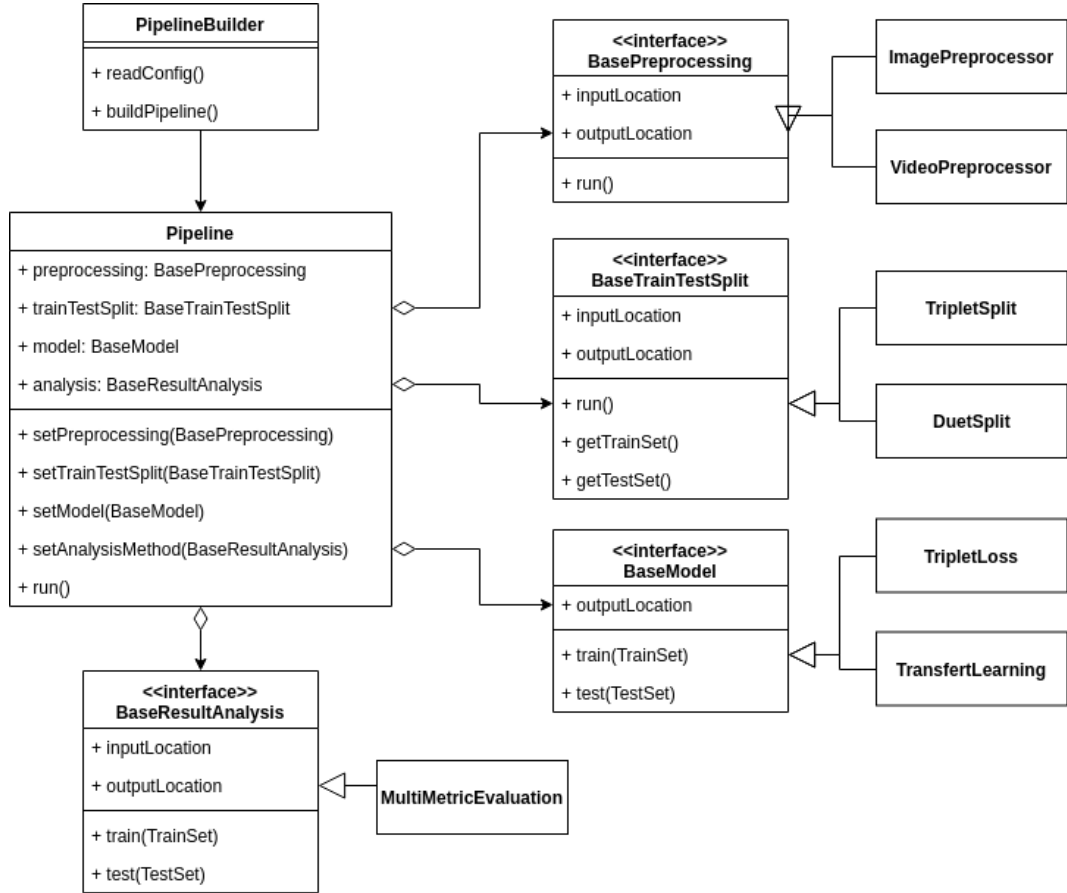 PipelineBuilder
+ readConfig()
+ buildPipeline()
Pipeline
+ preprocessing: BasePreprocessing
+ trainTestSplit: BaseTrainTestSplit
+ model: BaseModel
+ analysis: BaseResultAnalysis
+ setPreprocessing(BasePreprocessing)
+ setTrainTestSplit(BaseTrainTestSplit)
+ setModel(BaseModel)
+ setAnalysisMethod(BaseResultAnalysis)
+ run()
<<interface>>
BaseResultAnalysis
+ inputLocation
+ outputLocation
+ train(TrainSet)
+ test(TestSet)
MultiMetricEvaluation
<<interface>>
BasePreprocessing
+ inputLocation
+ outputLocation
+ run()
ImagePreprocessor
VideoPreprocessor
<<interface>>
BaseTrainTestSplit
+ inputLocation
+ outputLocation
+ run()
+ getTrainSet()
+ getTestSet()
TripletSplit
DuetSplit
<<interface>>
BaseModel
+ outputLocation
+ train(TrainSet)
+ test(TestSet)
TripletLoss
TransfertLearning